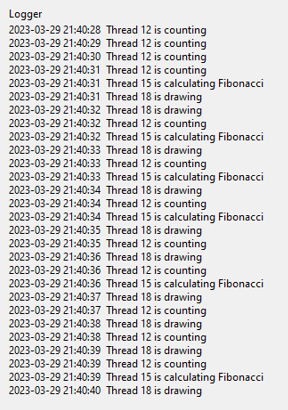 Logger
2023-03-29 21:40:28 Thread 12 is counting
2023-03-29 21:40:29 Thread 12 is counting
2023-03-29 21:40:30 Thread 12 is counting
2023-03-29 21:40:31 Thread 12 is counting
2023-03-29 21:40:31 Thread 15 is calculating Fibonacci
2023-03-29 21:40:31 Thread 18 is drawing
2023-03-29 21:40:32 Thread 18 is drawing
2023-03-29 21:40:32 Thread 12 is counting
2023-03-29 21:40:32 Thread 15 is calculating Fibonacci
2023-03-29 21:40:33 Thread 18 is drawing
2023-03-29 21:40:33 Thread 12 is counting
2023-03-29 21:40:33 Thread 15 is calculating Fibonacci
2023-03-29 21:40:34 Thread 18 is drawing
2023-03-29 21:40:34 Thread 12 is counting
2023-03-29 21:40:34 Thread 15 is calculating Fibonacci
2023-03-29 21:40:35 Thread 18 is drawing
2023-03-29 21:40:35 Thread 12 is counting
2023-03-29 21:40:36 Thread 18 is drawing
2023-03-29 21:40:36 Thread 12 is counting
2023-03-29 21:40:36 Thread 15 is calculating Fibonacci
2023-03-29 21:40:37 Thread 18 is drawing
2023-03-29 21:40:37 Thread 12 is counting
2023-03-29 21:40:38 Thread 18 is drawing
2023-03-29 21:40:38 Thread 12 is counting
2023-03-29 21:40:39 Thread 18 is drawing
2023-03-29 21:40:39 Thread 12 is counting
2023-03-29 21:40:39 Thread 15 is calculating Fibonacci
2023-03-29 21:40:40 Thread 18 is drawing